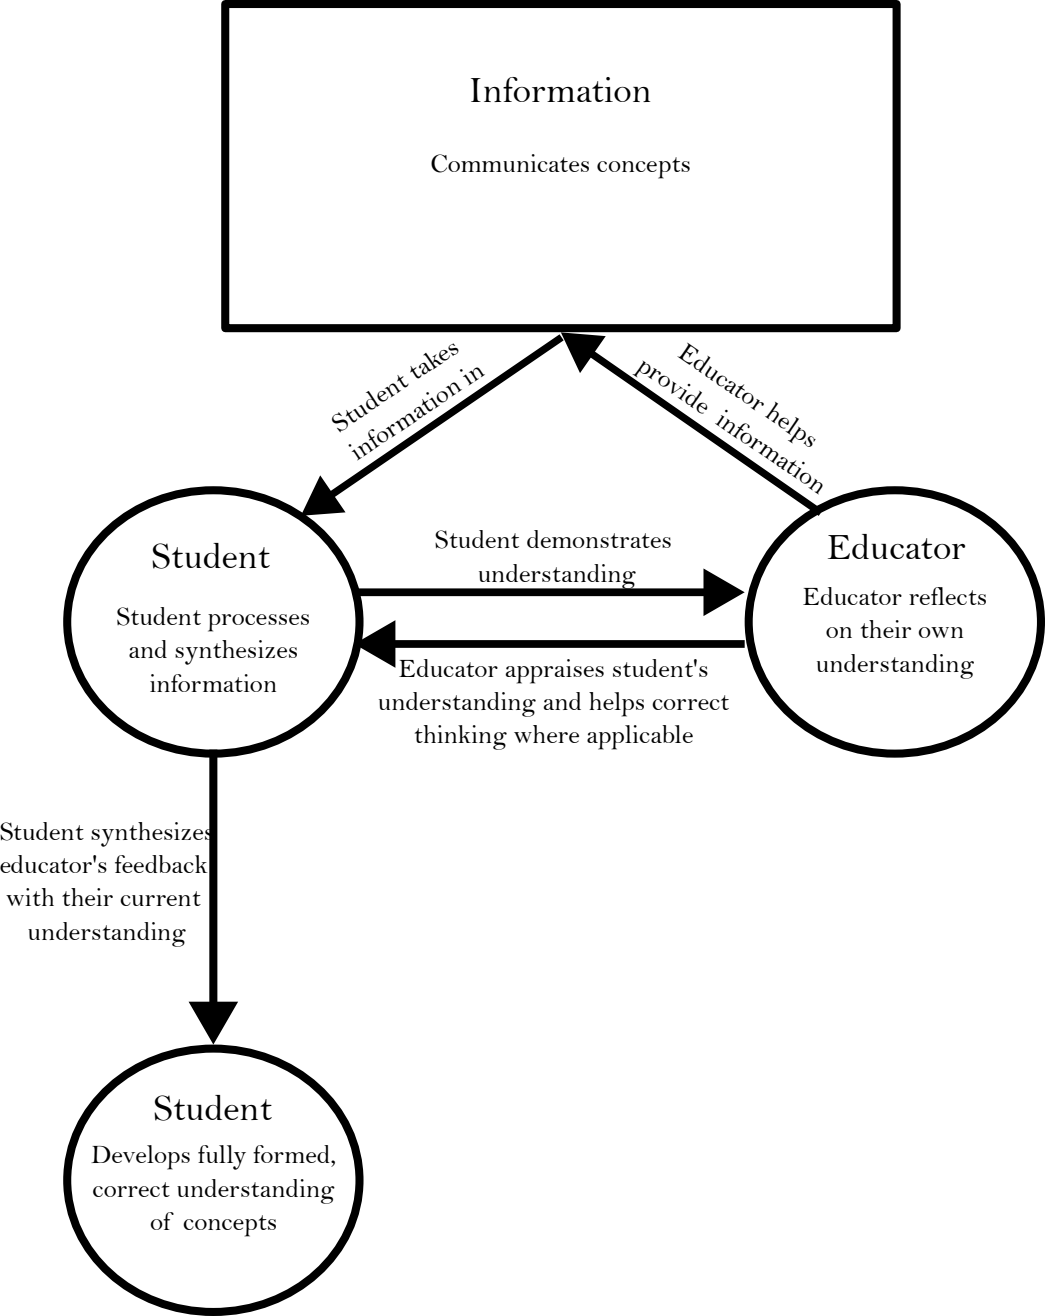 Information
Communicates concepts
Student takes
information in
Educator helps
provide information
Student
Student processes
and synthesizes
information
Student demonstrates
understanding
Educator appraises student's
understanding and helps correct
thinking where applicable
Educator
Educator reflects
on their own
understanding
Student synthesizes
educator's feedback
with their current
understanding
Student
Develops fully formed,
correct understanding
of concepts